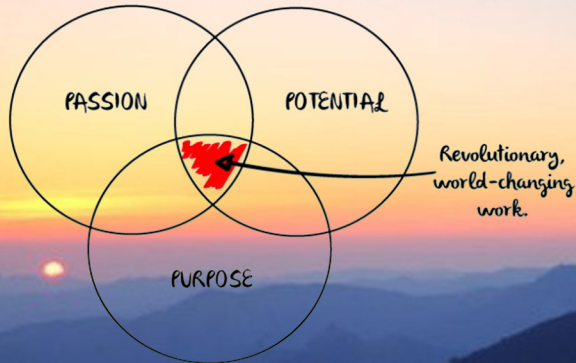 PASSION
POTENTIAL
Revolutionary,
world-changing
work.
PURPOSE